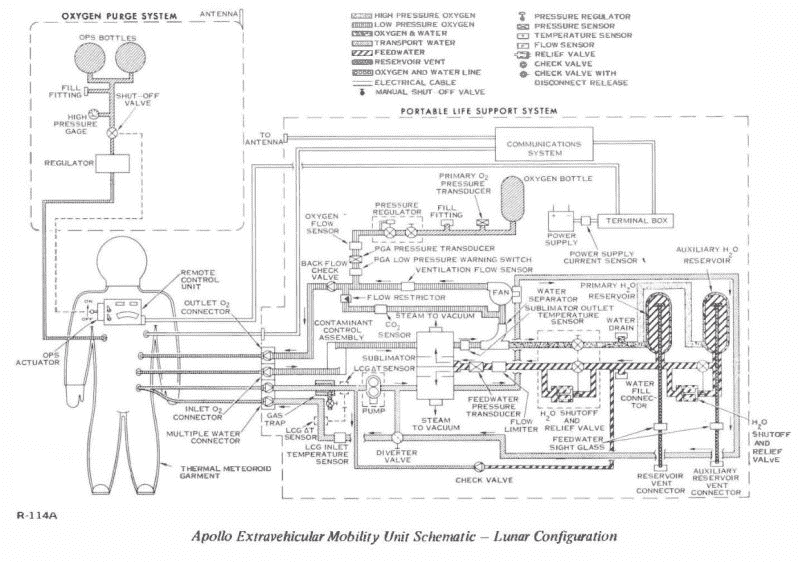 OXYGEN PURGE SYSTEM
ANTENNA
OPS BOTTLES
FILL
FITTING
SHUT-OFF
VALVE
HIGH
PRESSURE
GAGE
REGULATOR
HIGH PRESSURE OXYGEN
LOW PRESSURE OXYGEN
OXYGEN & WATER
TRANSPORT WATER
FEEDWATER
RESERVOIR VENT
OXYGEN AND WATER LINE
ELECTRICAL CABLE
MANUAL SHUT-OFF VALVE
PRESSURE REGULATOR
PRESSURE SENSOR
TEMPERATURE SENSOR
FLOW SENSOR
RELIEF VALVE
CHECK VALVE
CHECK VALVE WITH
DISCONNECT RELEASE
PORTABLE LIFE SUPPORT SYSTEM
TO
ANTENNA
COMMUNICATIONS
SYSTEM
PRIMARY O2
PRESSURE
TRANSDUCER
OXYGEN BOTTLE
PRESSURE
REGULATOR
FILL
FITTING
OXYGEN
FLOW
SENSOR
TERMINAL BOX
POWER
SUPPLY
POWER SUPPLY
CURRENT SENSOR
PGA PRESSURE TRANSDUCER
PGA LOW PRESSURE WARNING SWITCH
VENTILATION FLOW SENSOR
BACK FLOW
CHECK
VALVE
AUXILIARY H2O
RESERVOIR
PRIMARY H2O
RESERVOIR
FAN
WATER
SEPARATOR
SUBLIMATOR OUTLET
TEMPERATURE
SENSOR
FLOW RESTRICTOR
STEAM TO VACUUM
WATER
DRAIN
REMOTE
CONTROL
UNIT
ON
OFF
OUTLET O2
CONNECTOR
OPS
ACTUATOR
CONTAMINANT
CONTROL
ASSEMBLY
CO2
SENSOR
SUBLIMATOR
LCG ΔT SENSOR
PUMP
INLET O2
CONNECTOR
GAS
TRAP
MULTIPLE WATER
CONNECTOR
LCG ΔT
SENSOR
LCG INLET
TEMPERATURE
SENSOR
STEAM
TO VACUUM
DIVERTER
VALVE
FEEDWATER
PRESSURE
TRANSDUCER
FLOW
LIMITER
H2O SHUTOFF
AND
RELIEF VALVE
WATER
FILL
CONNEC-
TOR
FEEDWATER
SIGHT GLASS
H2O
SHUTOFF
AND
RELIEF
VALVE
CHECK VALVE
RESERVOIR
VENT
CONNECTOR
AUXILIARY
RESERVOIR
VENT
CONNECTOR
THERMAL METEOROID
GARMENT
R-114A
Apollo Extravehicular Mobility Unit Schematic – Lunar Configuration